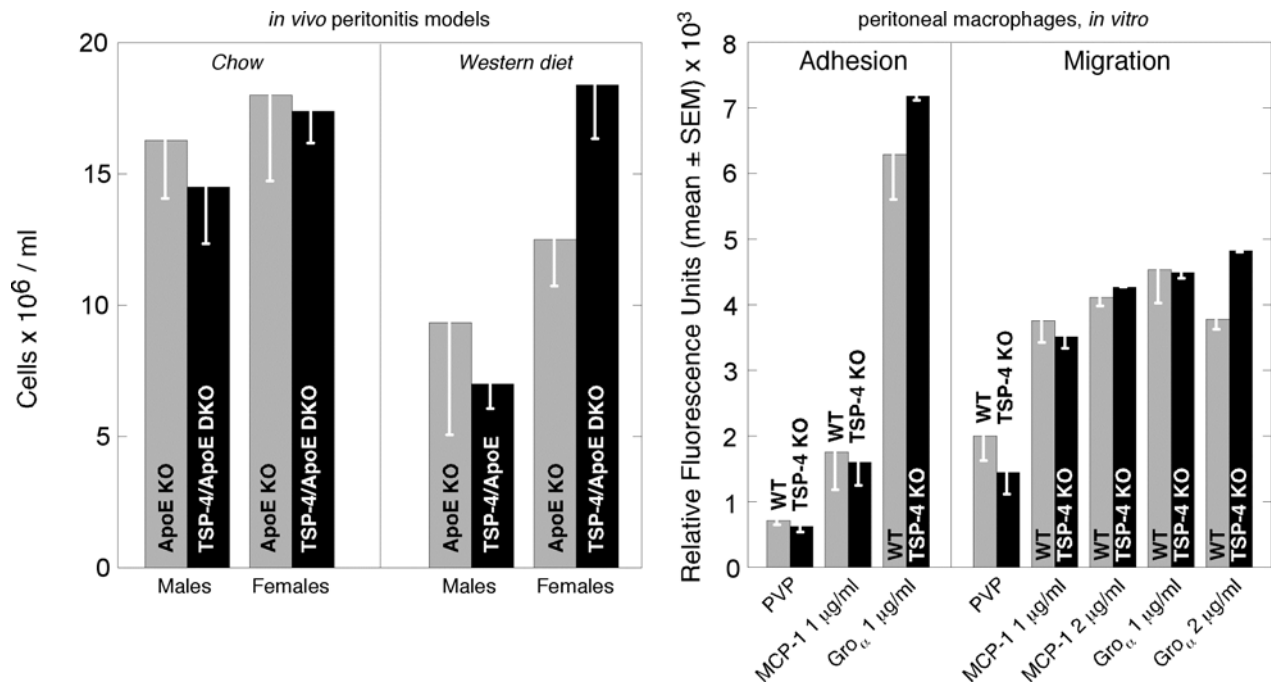 in vivo peritonitis models
20
15
10
5
0
Cells x 10⁶ / ml
Chow
Western diet
ApoE KO
TSP-4/ApoE DKO
ApoE KO
TSP-4/ApoE DKO
ApoE KO
TSP-4/ApoE
ApoE KO
TSP-4/ApoE DKO
Males
Females
Males
Females
peritoneal macrophages, in vitro
8
7
6
5
4
3
2
1
0
Relative Fluorescence Units (mean ± SEM) x 10³
Adhesion
Migration
WT
TSP-4 KO
WT
TSP-4 KO
WT
TSP-4 KO
WT
TSP-4 KO
WT
TSP-4 KO
WT
TSP-4 KO
WT
TSP-4 KO
WT
TSP-4 KO
PVP
MCP-1 1 μg/ml
Groα 1 μg/ml
PVP
MCP-1 1 μg/ml
MCP-1 2 μg/ml
Groα 1 μg/ml
Groα 2 μg/ml